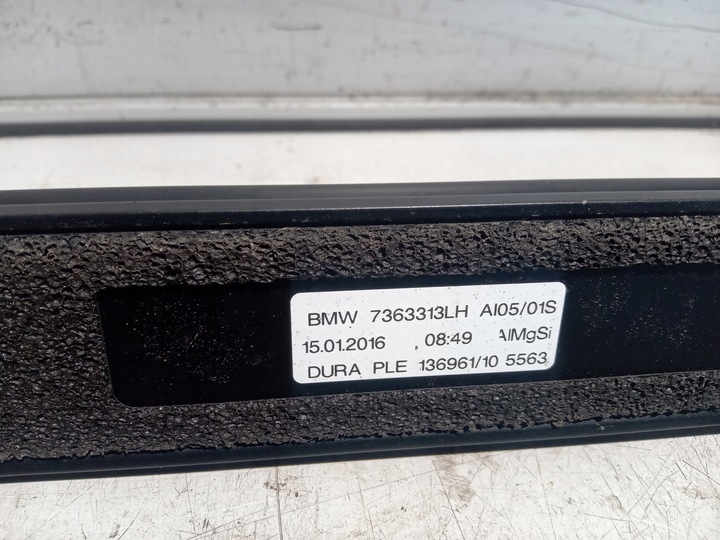 BMW 7363313LH AI05/01S
15.01.2016 08:49 AlMgSi
DURA PLE 136961/10 5563